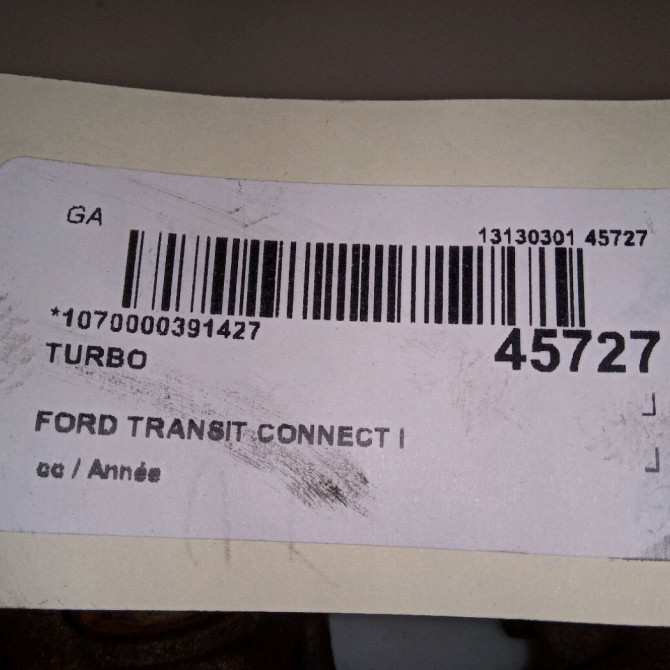 GA
13130301 45727
*1070000391427
45727
TURBO
FORD TRANSIT CONNECT I
cc / Année